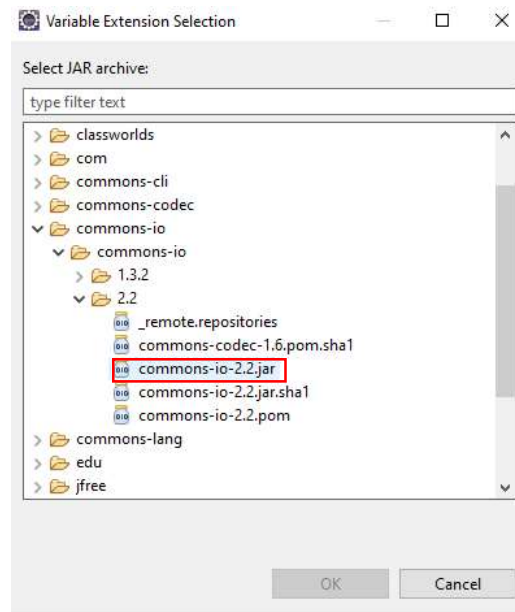 Variable Extension Selection
Select JAR archive:
type filter text
classworlds
com
commons-cli
commons-codec
commons-io
commons-io
1.3.2
2.2
_remote.repositories
commons-codec-1.6.pom.sha1
commons-io-2.2.jar
commons-io-2.2.jar.sha1
commons-io-2.2.pom
commons-lang
edu
jfree
OK Cancel